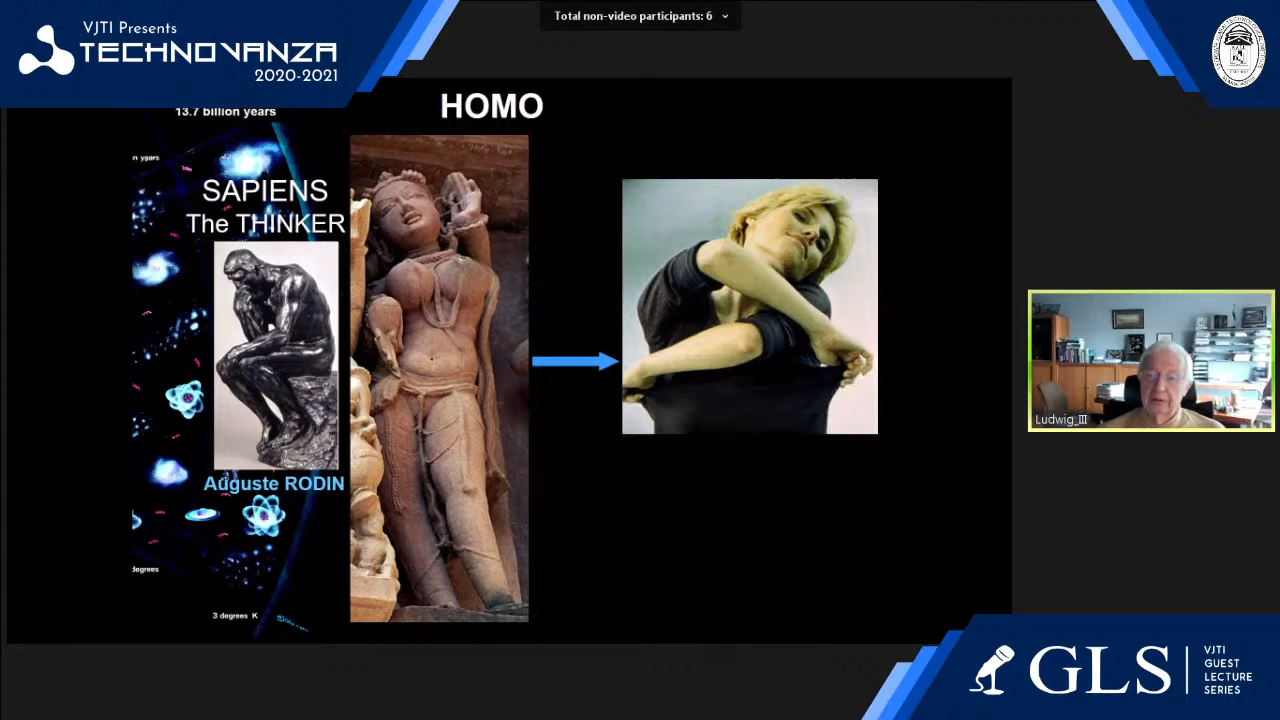 VJTI Presents
TECHNOVANZA
2020-2021
Total non-video participants: 6
13.7 billion years
HOMO
n years
SAPIENS
The THINKER
Auguste RODIN
degrees
3 degrees K
Ludwig_III
GLS
VJTI
GUEST
LECTURE
SERIES